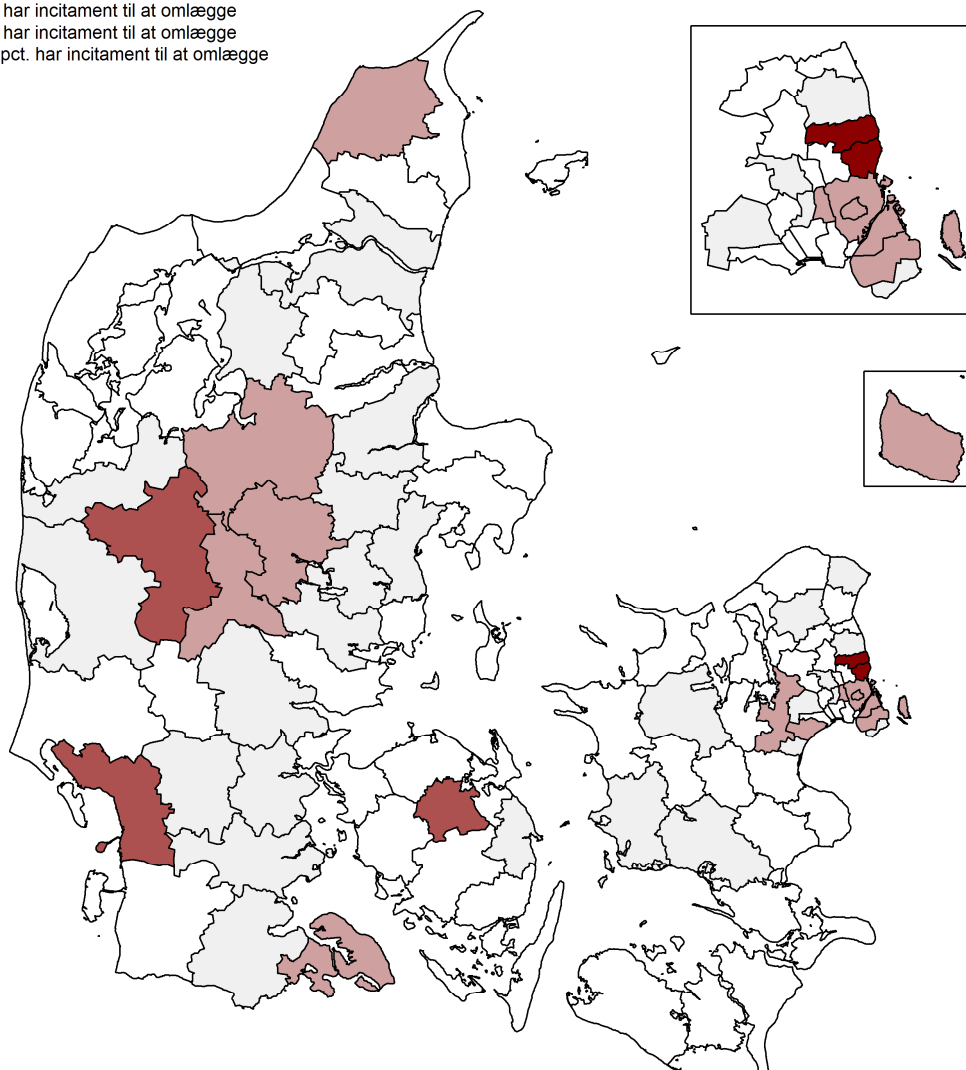 har incitament til at omlægge
har incitament til at omlægge
pct. har incitament til at omlægge